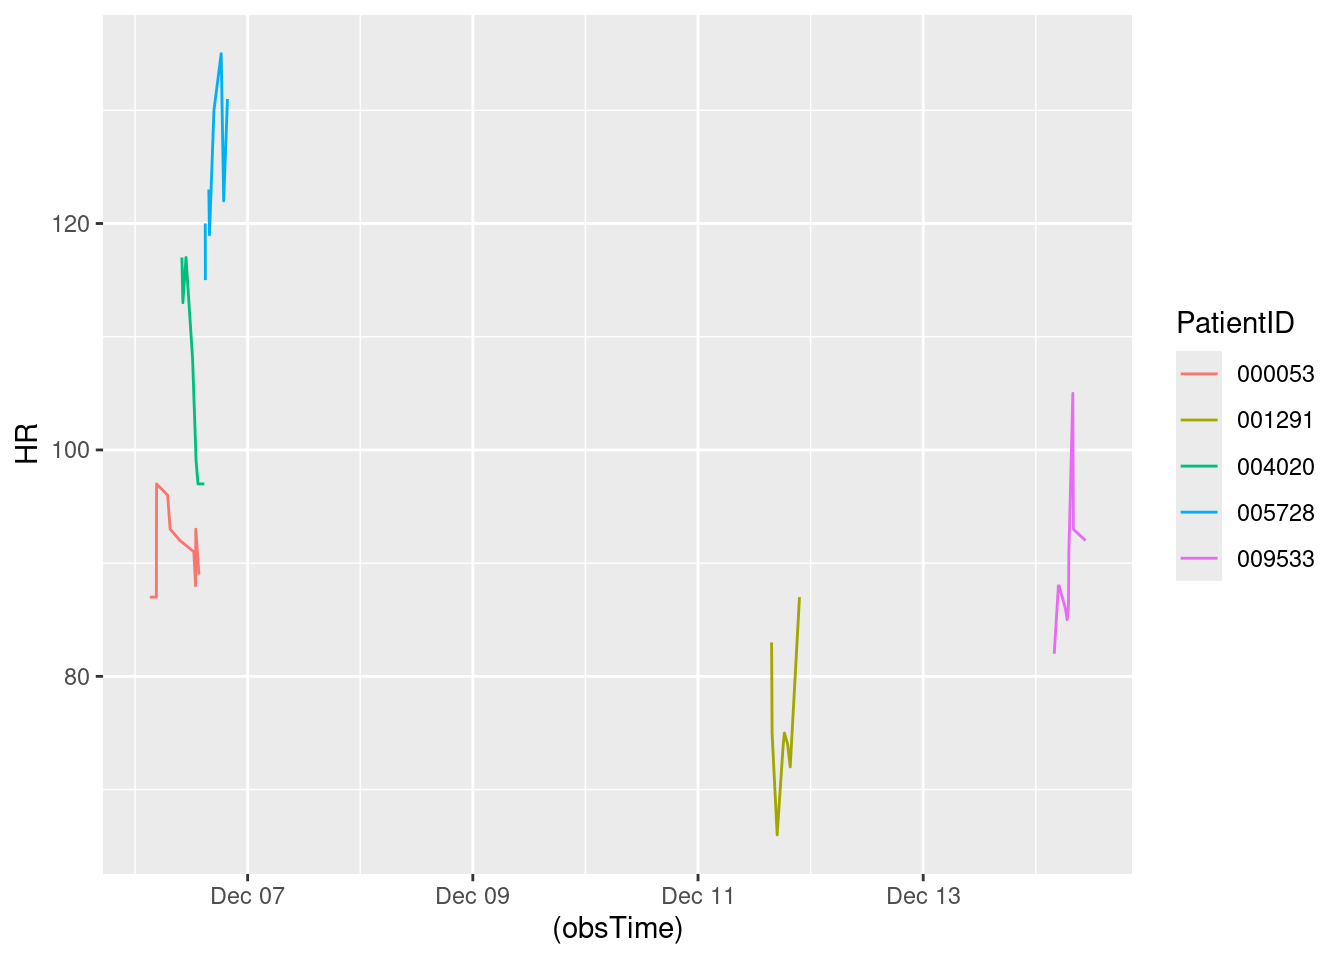 120
100
80
HR
Dec 07
Dec 09
Dec 11
Dec 13
(obsTime)
PatientID
000053
001291
004020
005728
009533